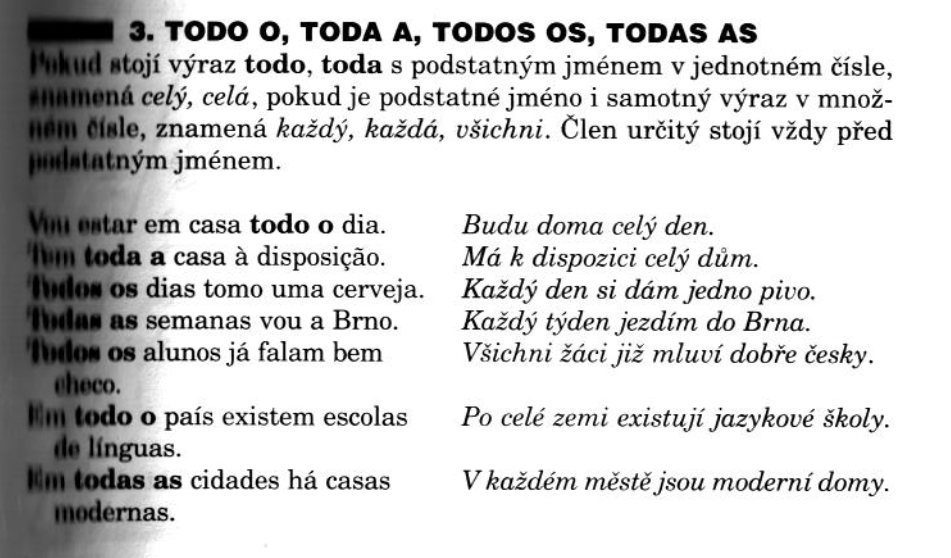 3. TODO O, TODA A, TODOS OS, TODAS AS
Pokud stojí výraz todo, toda s podstatným jménem v jednotném čísle,
znamená celý, celá, pokud je podstatné jméno i samotný výraz v množ-
ném čísle, znamená každý, každá, všichni. Člen určitý stojí vždy před
podstatným jménem.
Vou estar em casa todo o dia. Budu doma celý den.
Tem toda a casa à disposição. Má k dispozici celý dům.
Todos os dias tomo uma cerveja. Každý den si dám jedno pivo.
Todas as semanas vou a Brno. Každý týden jezdím do Brna.
Todos os alunos já falam bem Všichni žáci již mluví dobře česky.
checo.
Em todo o país existem escolas Po celé zemi existují jazykové školy.
de línguas.
Em todas as cidades há casas V každém městě jsou moderní domy.
modernas.